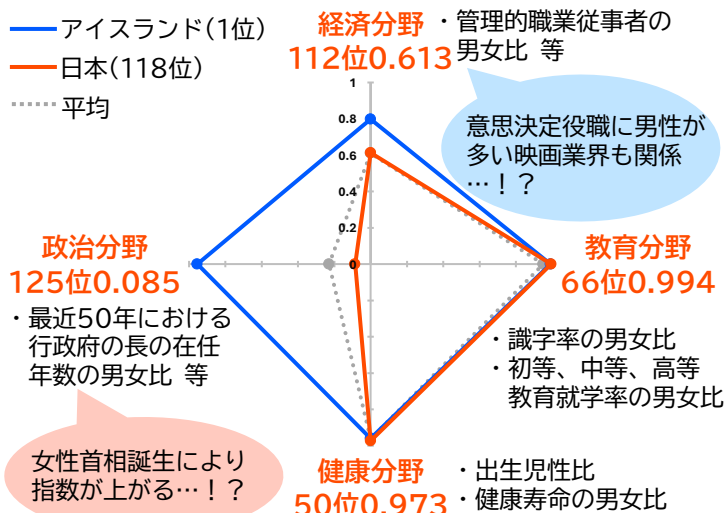 アイスランド(1位)
日本(118位)
平均
経済分野
112位0.613
・管理的職業従事者の
男女比 等
意思決定役職に男性が
多い映画業界も関係
…！？
1
0.8
0.6
0.4
0.2
0
政治分野
125位0.085
・最近50年における
行政府の長の在任
年数の男女比 等
教育分野
66位0.994
・識字率の男女比
・初等、中等、高等
教育就学率の男女比
女性首相誕生により
指数が上がる…！？
健康分野
50位0.973
・出生児性比
・健康寿命の男女比